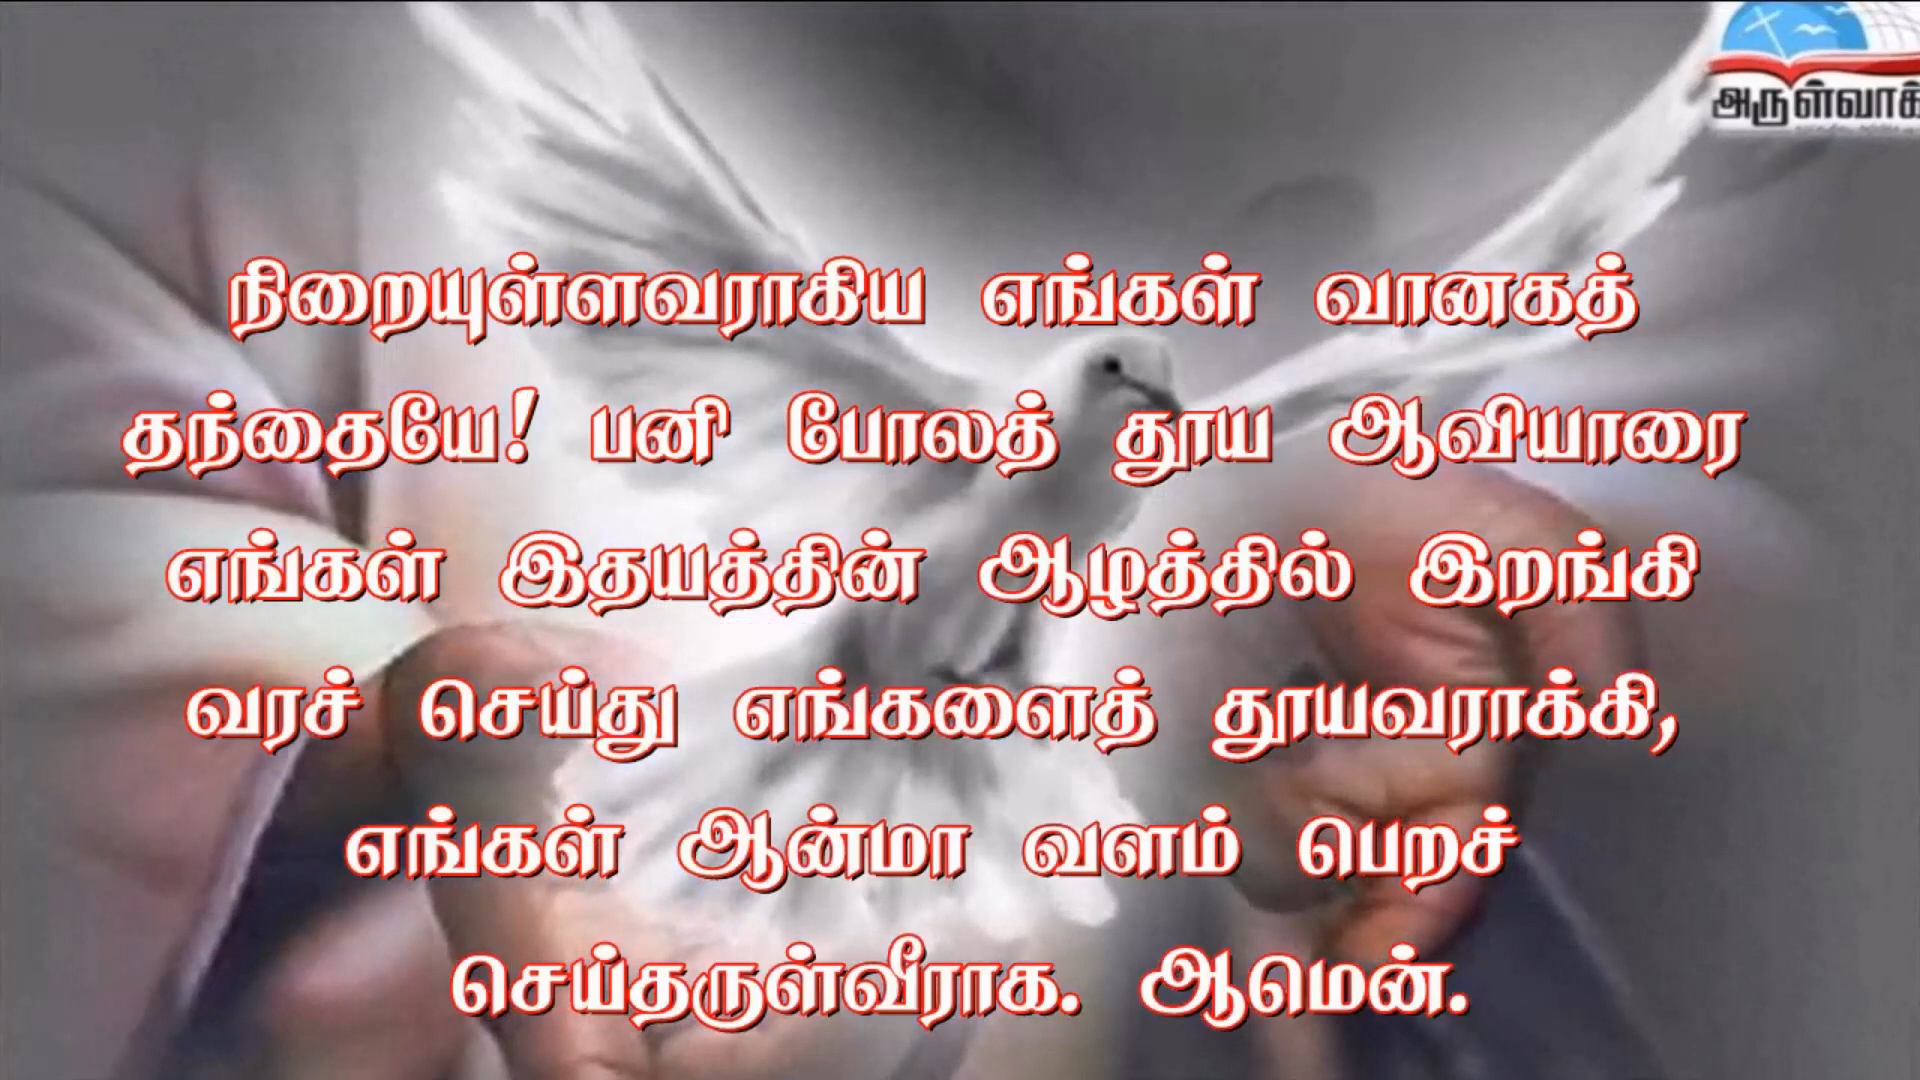 அருள்வாக்
நிறையுள்ளவராகிய எங்கள் வானகத்
தந்தையே! பனி போலத் தூய ஆவியாரை
எங்கள் இதயத்தின் ஆழத்தில் இறங்கி
வரச் செய்து எங்களைத் தூயவராக்கி,
எங்கள் ஆன்மா வளம் பெறச்
செய்தருள்வீராக. ஆமென்.